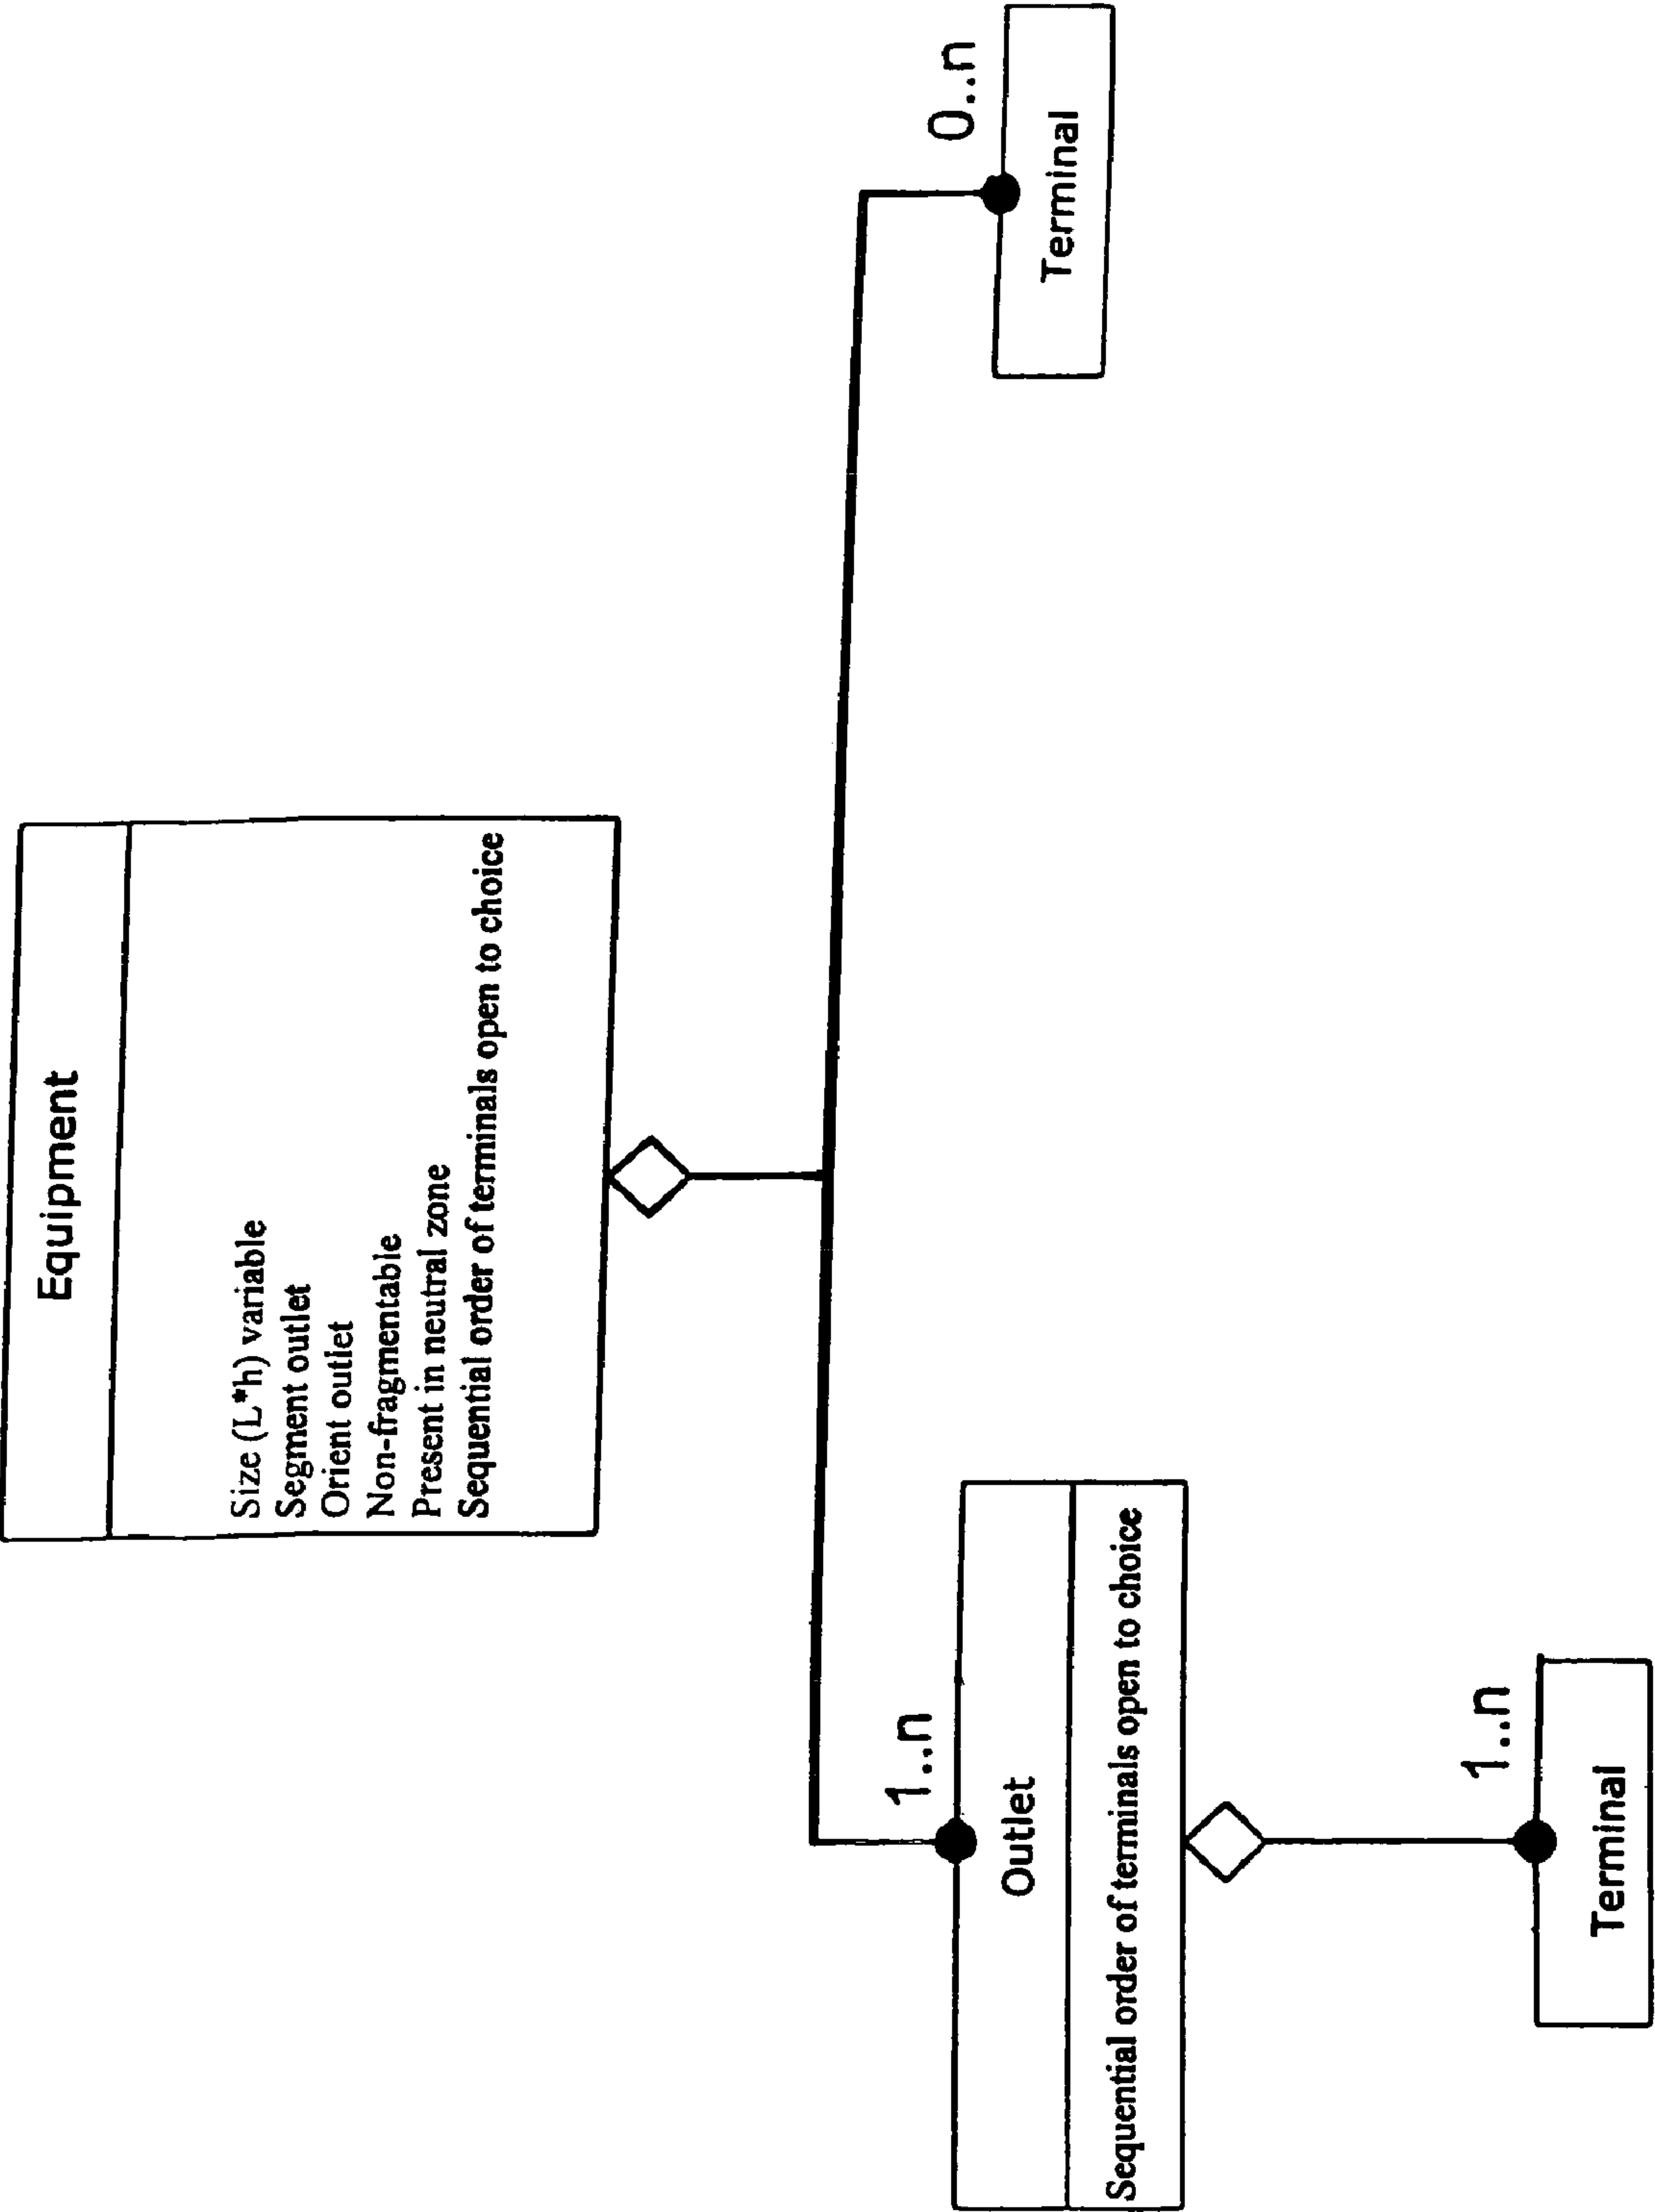 Equipment
Size (L*h) variable
Segment outlet
Orient outlet
Non-fragmentable
Present in neutral zone
Sequential order of terminals open to choice
1..n
0..n
Outlet
Terminal
Sequential order of terminals open to choice
1..n
Terminal